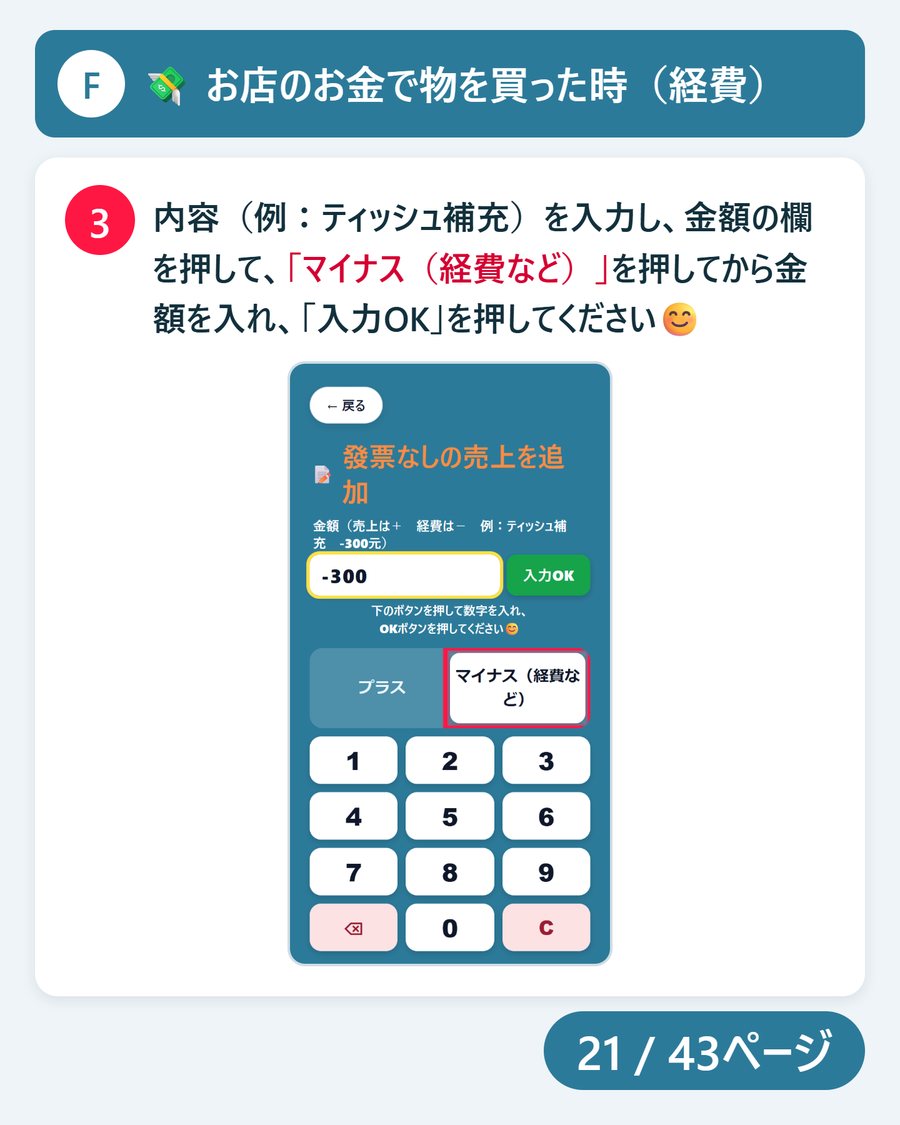 F 💸 お店のお金で物を買った時（経費）
3
内容（例：ティッシュ補充）を入力し、金額の欄
を押して、「マイナス（経費など）」を押してから金
額を入れ、「入力OK」を押してください😊
← 戻る
📝 發票なしの売上を追
加
金額（売上は＋　経費は－　例：ティッシュ補
充　-300元）
-300
入力OK
下のボタンを押して数字を入れ、
OKボタンを押してください😊
プラス
マイナス（経費な
ど）
1 2 3
4 5 6
7 8 9
⌫ 0 C
21 / 43ページ